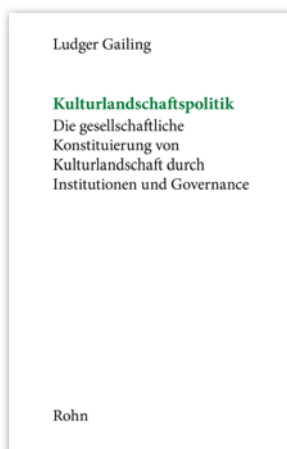 Ludger Gailing
Kulturlandschaftspolitik
Die gesellschaftliche
Konstituierung von
Kulturlandschaft durch
Institutionen und Governance
Rohn